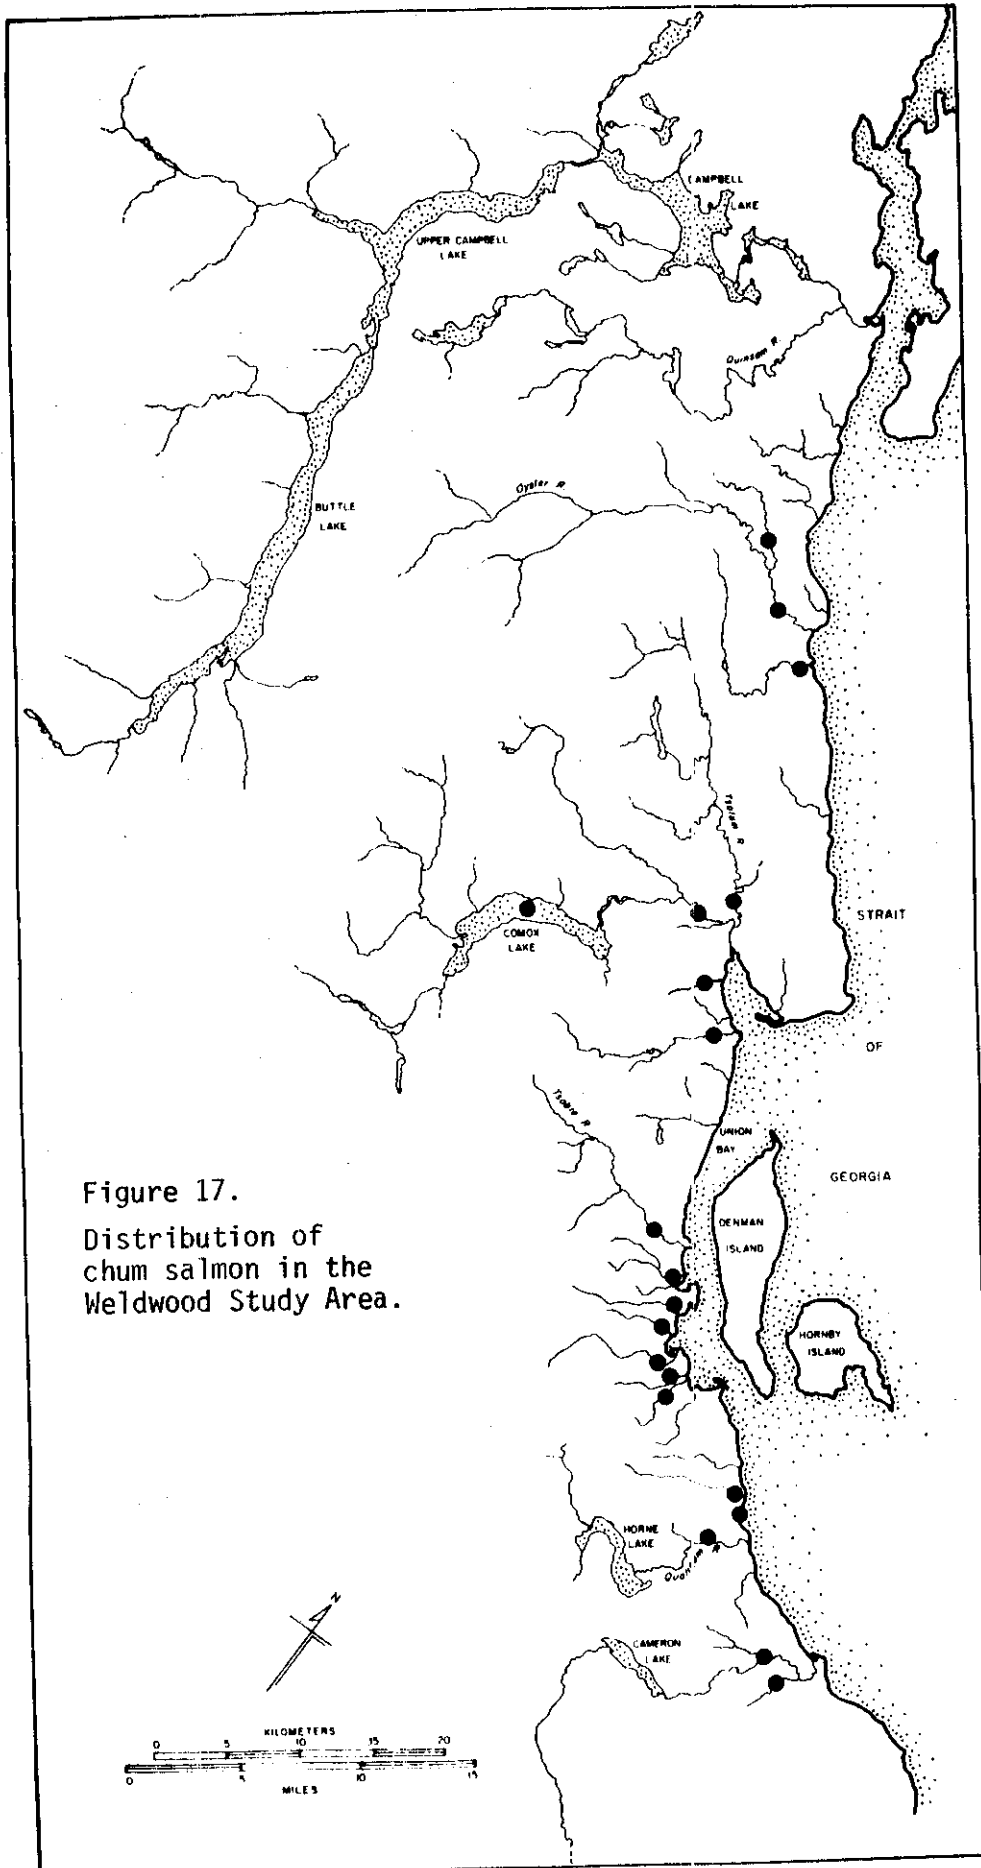 CAMPBELL
LAKE
UPPER CAMPBELL
LAKE
Quinsam R.
Oyster R
BUTTLE
LAKE
Tsolum R
STRAIT
COMOX
LAKE
OF
Tsable R
UNION
BAY
GEORGIA
Figure 17.
Distribution of
chum salmon in the
Weldwood Study Area.
DENMAN
ISLAND
HORNBY
ISLAND
HORNE
LAKE
N
CAMERON
LAKE
KILOMETERS
0 5 10 15 20
0 5 10 15
MILES